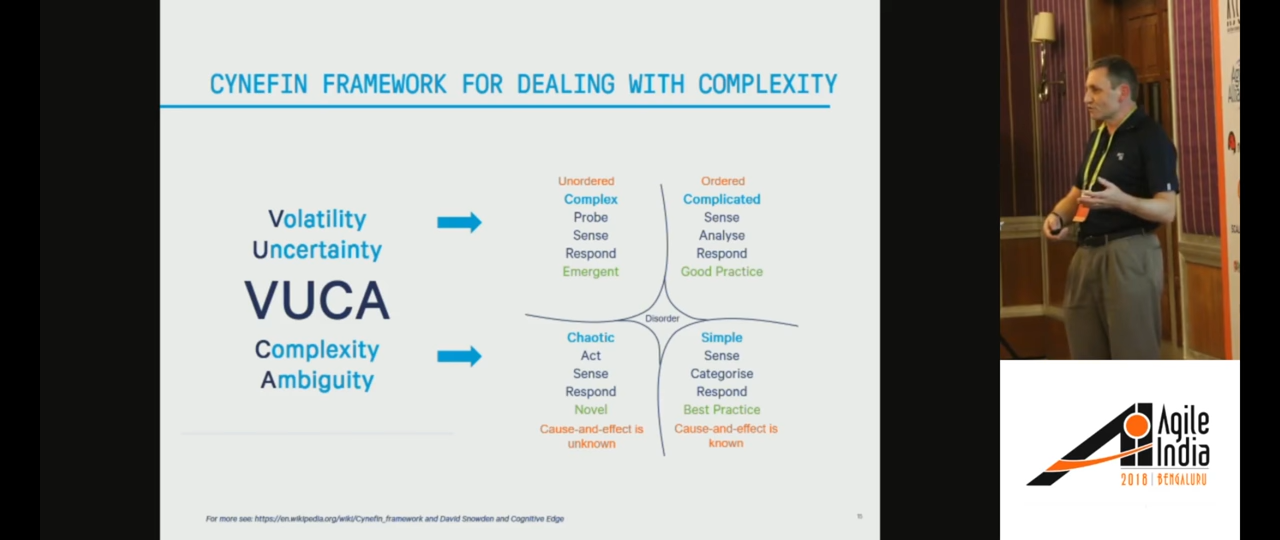 CYNEFIN FRAMEWORK FOR DEALING WITH COMPLEXITY
Volatility
Uncertainty
VUCA
Complexity
Ambiguity
Unordered
Complex
Probe
Sense
Respond
Emergent
Ordered
Complicated
Sense
Analyse
Respond
Good Practice
Disorder
Chaotic
Act
Sense
Respond
Novel
Cause-and-effect is
unknown
Simple
Sense
Categorise
Respond
Best Practice
Cause-and-effect is
known
For more see: https://en.wikipedia.org/wiki/Cynefin_framework and David Snowden and Cognitive Edge
Agile
India
2018 | BENGALURU